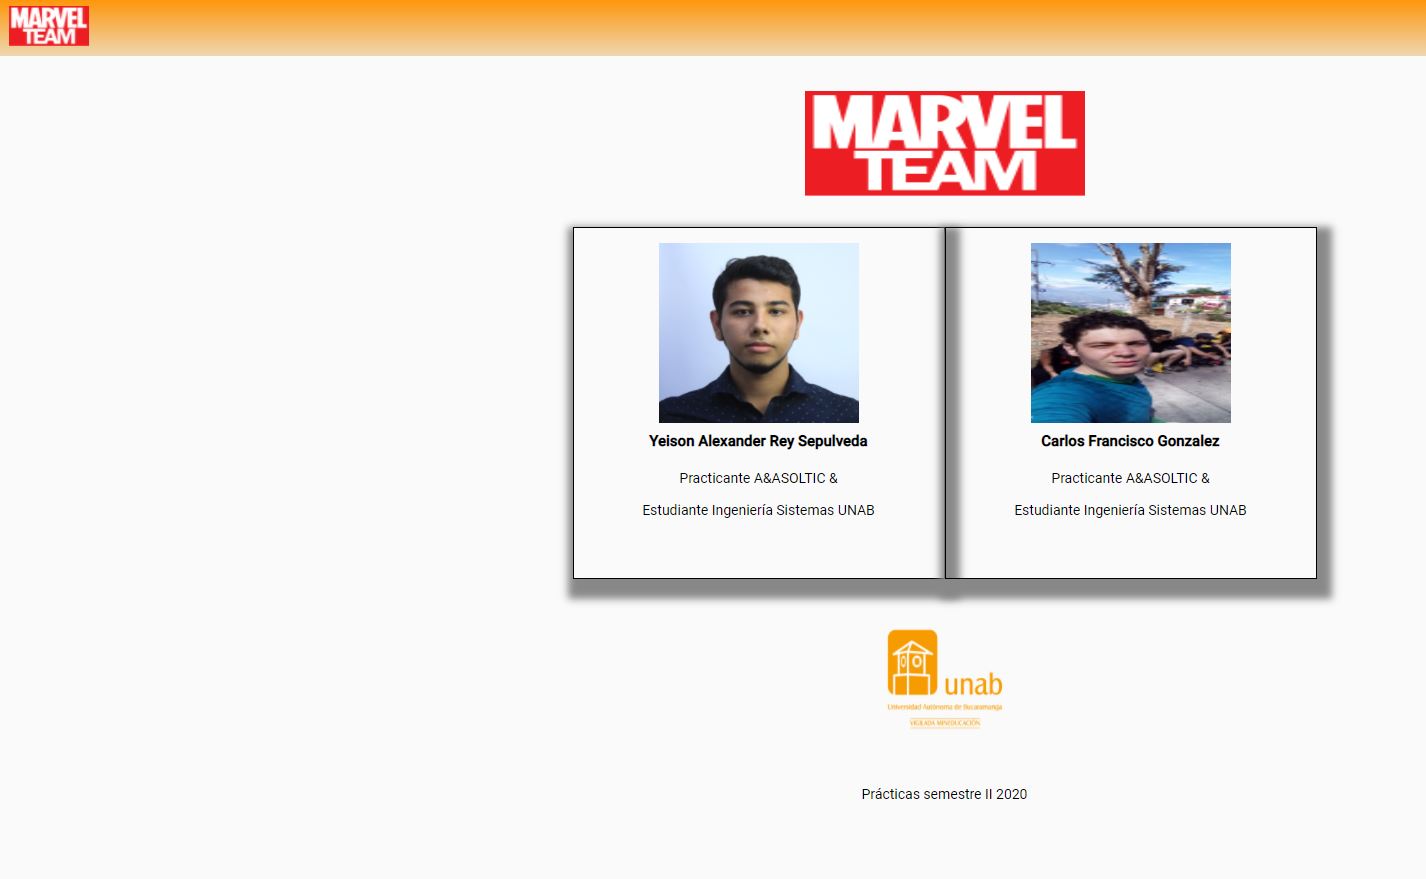 MARVEL
TEAM
MARVEL
TEAM
Yeison Alexander Rey Sepulveda
Practicante A&ASOLTIC &
Estudiante Ingeniería Sistemas UNAB
Carlos Francisco Gonzalez
Practicante A&ASOLTIC &
Estudiante Ingeniería Sistemas UNAB
unab
Universidad Autónoma de Bucaramanga
VIGILADA MINEDUCACIÓN
Prácticas semestre II 2020